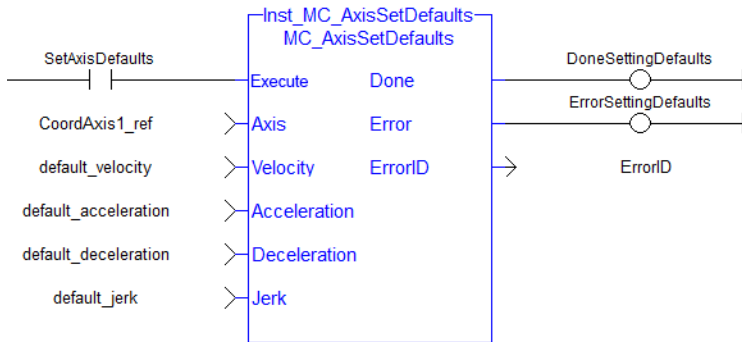 Inst_MC_AxisSetDefaults
MC_AxisSetDefaults
SetAxisDefaults
Execute Done DoneSettingDefaults
CoordAxis1_ref Axis Error ErrorSettingDefaults
default_velocity Velocity ErrorID ErrorID
default_acceleration Acceleration
default_deceleration Deceleration
default_jerk Jerk